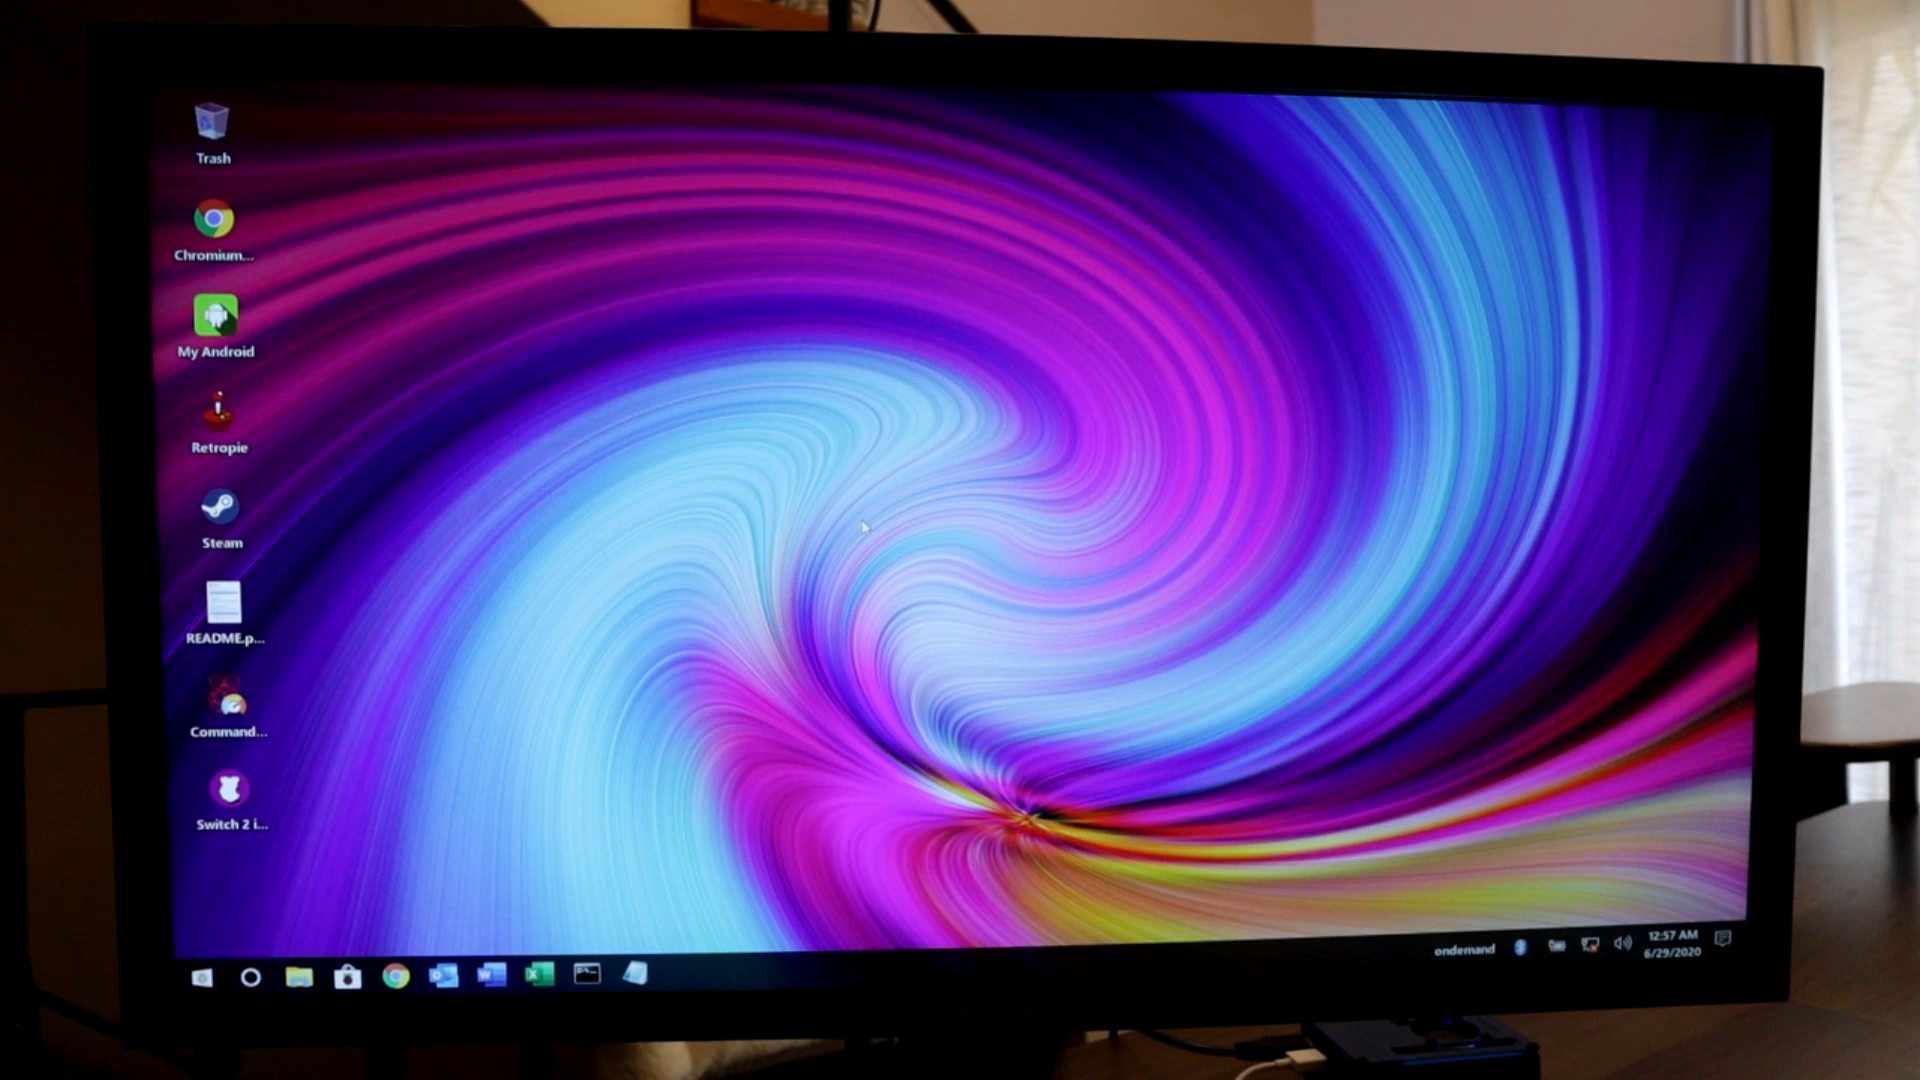 Trash
Chromium...
My Android
Retropie
Steam
README.p...
Command...
Switch 2 i...
ondemand
12:57 AM
6/29/2020